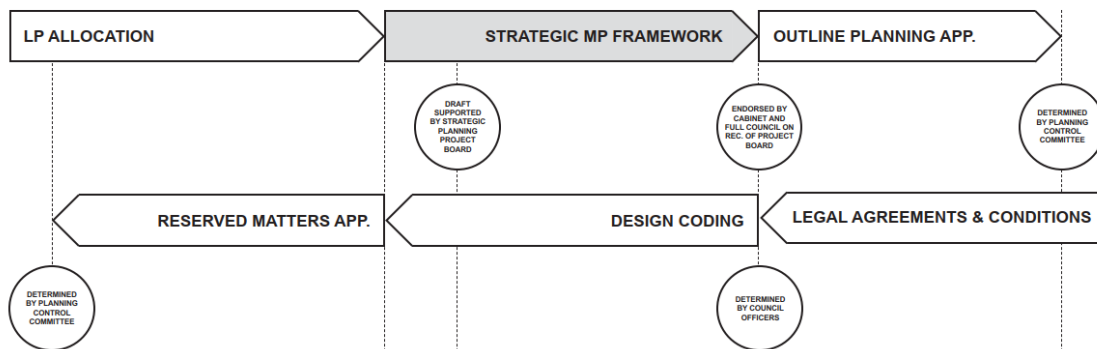 LP ALLOCATION
STRATEGIC MP FRAMEWORK
OUTLINE PLANNING APP.
DRAFT
SUPPORTED
BY STRATEGIC
PLANNING
PROJECT
BOARD
ENDORSED BY
CABINET AND
FULL COUNCIL ON
REC. OF PROJECT
BOARD
DETERMINED
BY PLANNING
CONTROL
COMMITTEE
RESERVED MATTERS APP.
DESIGN CODING
LEGAL AGREEMENTS & CONDITIONS
DETERMINED
BY PLANNING
CONTROL
COMMITTEE
DETERMINED
BY COUNCIL
OFFICERS